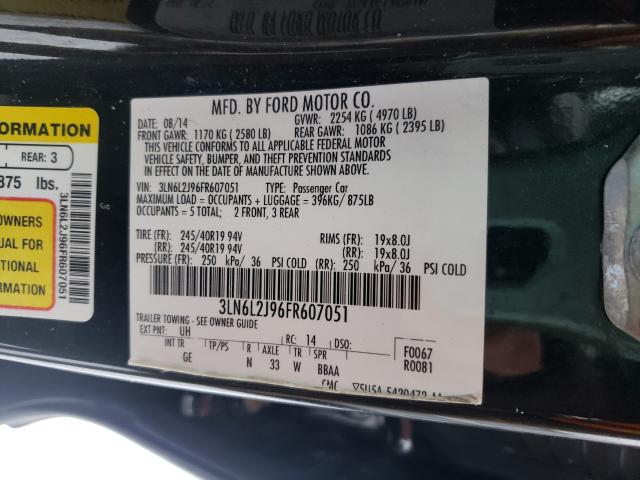 MFD. BY FORD MOTOR CO.
DATE: 08/14 GVWR: 2254 KG ( 4970 LB)
FRONT GAWR: 1170 KG ( 2580 LB) REAR GAWR: 1086 KG ( 2395 LB)
THIS VEHICLE CONFORMS TO ALL APPLICABLE FEDERAL MOTOR
VEHICLE SAFETY, BUMPER, AND THEFT PREVENTION STANDARDS
IN EFFECT ON THE DATE OF MANUFACTURE SHOWN ABOVE.
VIN: 3LN6L2J96FR607051 TYPE: Passenger Car
MAXIMUM LOAD = OCCUPANTS + LUGGAGE = 396KG/ 875LB
OCCUPANTS = 5 TOTAL; 2 FRONT, 3 REAR
TIRE (FR): 245/40R19 94V RIMS (FR): 19x8.0J
(RR): 245/40R19 94V (RR): 19x8.0J
PRESSURE (FR): 250 kPa/ 36 PSI COLD (RR) 250 kPa/ 36 PSI COLD
3LN6L2J96FR607051
TRAILER TOWING - SEE OWNER GUIDE
EXT PNT: UH RC: 14 DSO: F0067
INT TR TP/PS R AXLE TR SPR R0081
GE N 33 W BBAA
ORMATION
REAR: 3
875 lbs.
OWNERS
UAL FOR
TIONAL
RMATION
3LN6L2J96FR607051